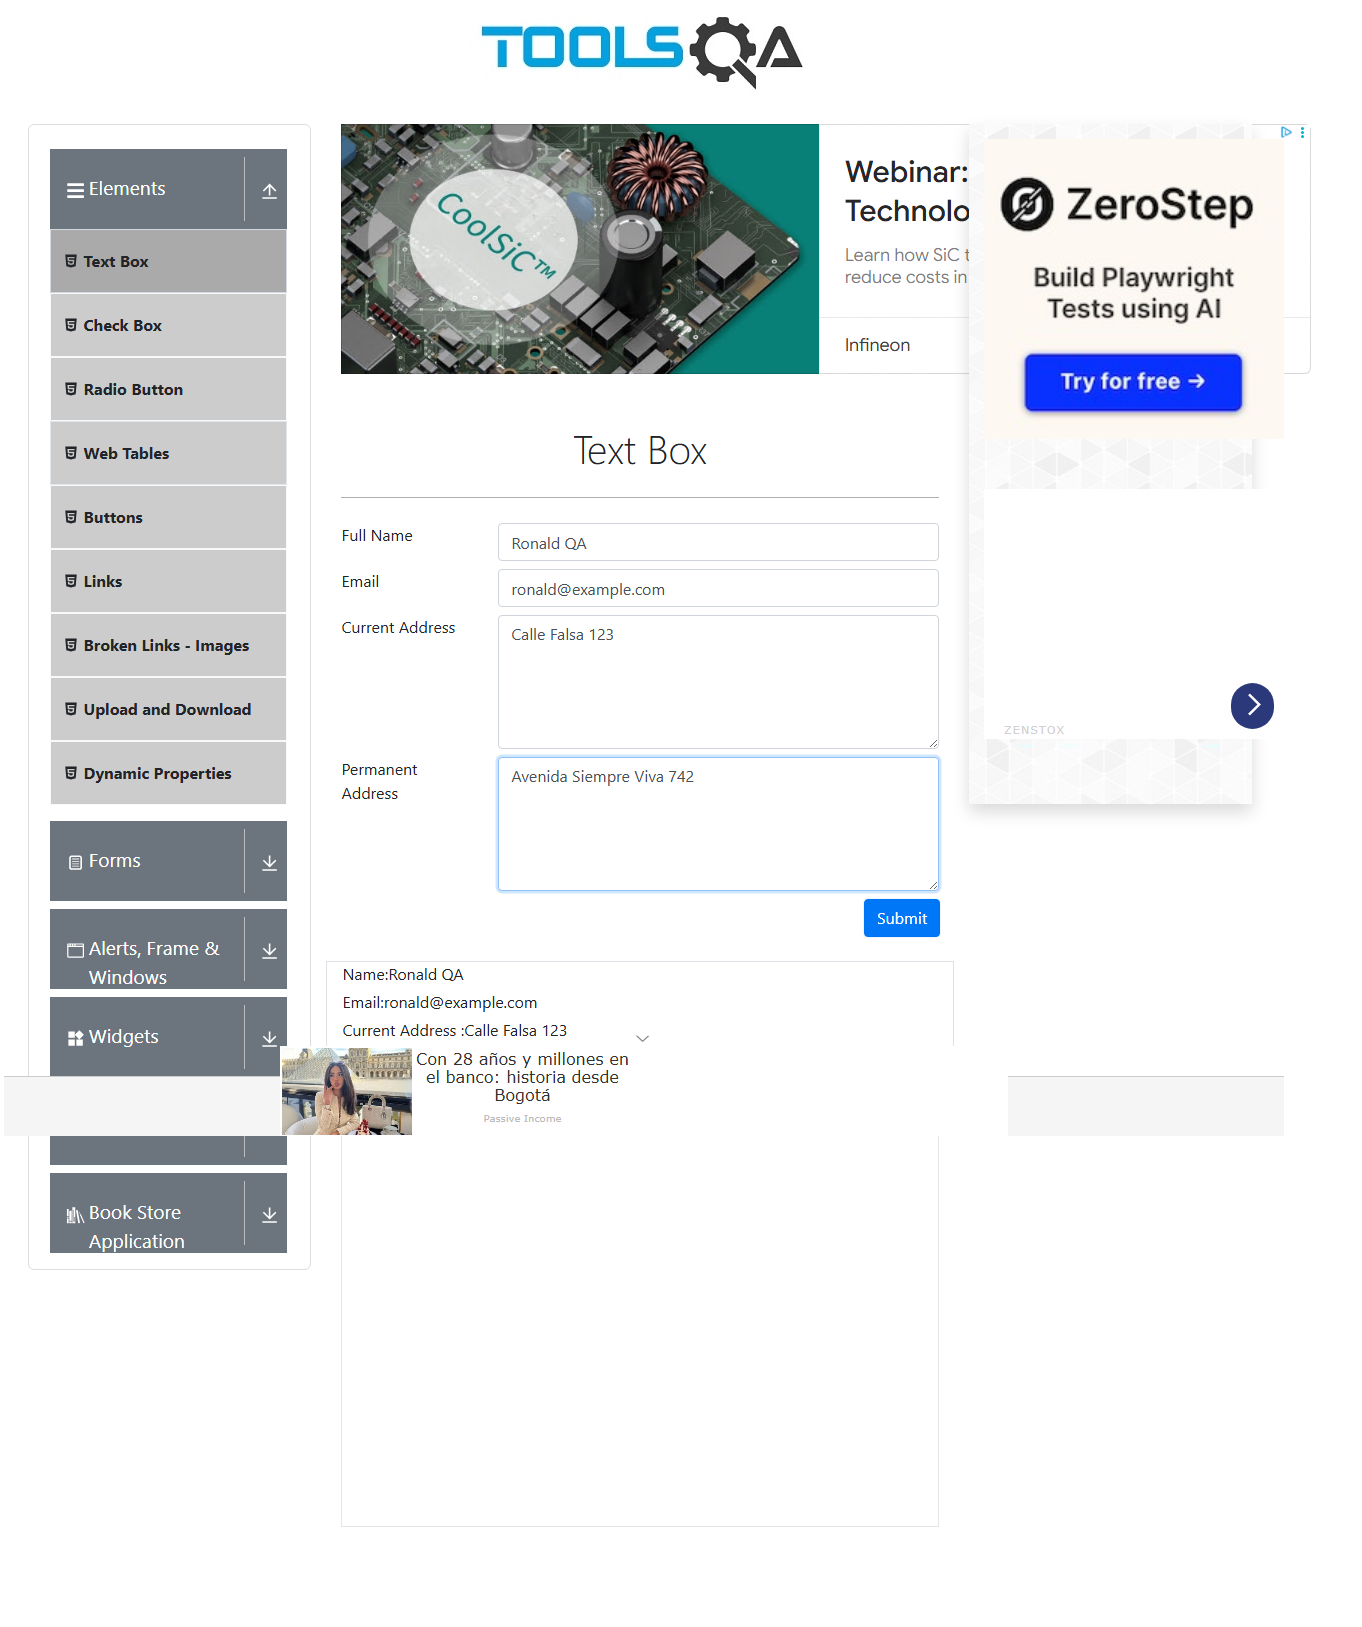 TOOLSQA
Elements
Text Box
Check Box
Radio Button
Web Tables
Buttons
Links
Broken Links - Images
Upload and Download
Dynamic Properties
Forms
Alerts, Frame &
Windows
Widgets
Book Store
Application
CoolSiC™
Webinar:
Technolo
Learn how SiC t
reduce costs in
Infineon
ZeroStep
Build Playwright
Tests using AI
Try for free →
ZENSTOX
Text Box
Full Name
Ronald QA
Email
ronald@example.com
Current Address
Calle Falsa 123
Permanent
Address
Avenida Siempre Viva 742
Submit
Name:Ronald QA
Email:ronald@example.com
Current Address :Calle Falsa 123
Con 28 años y millones en
el banco: historia desde
Bogotá
Passive Income